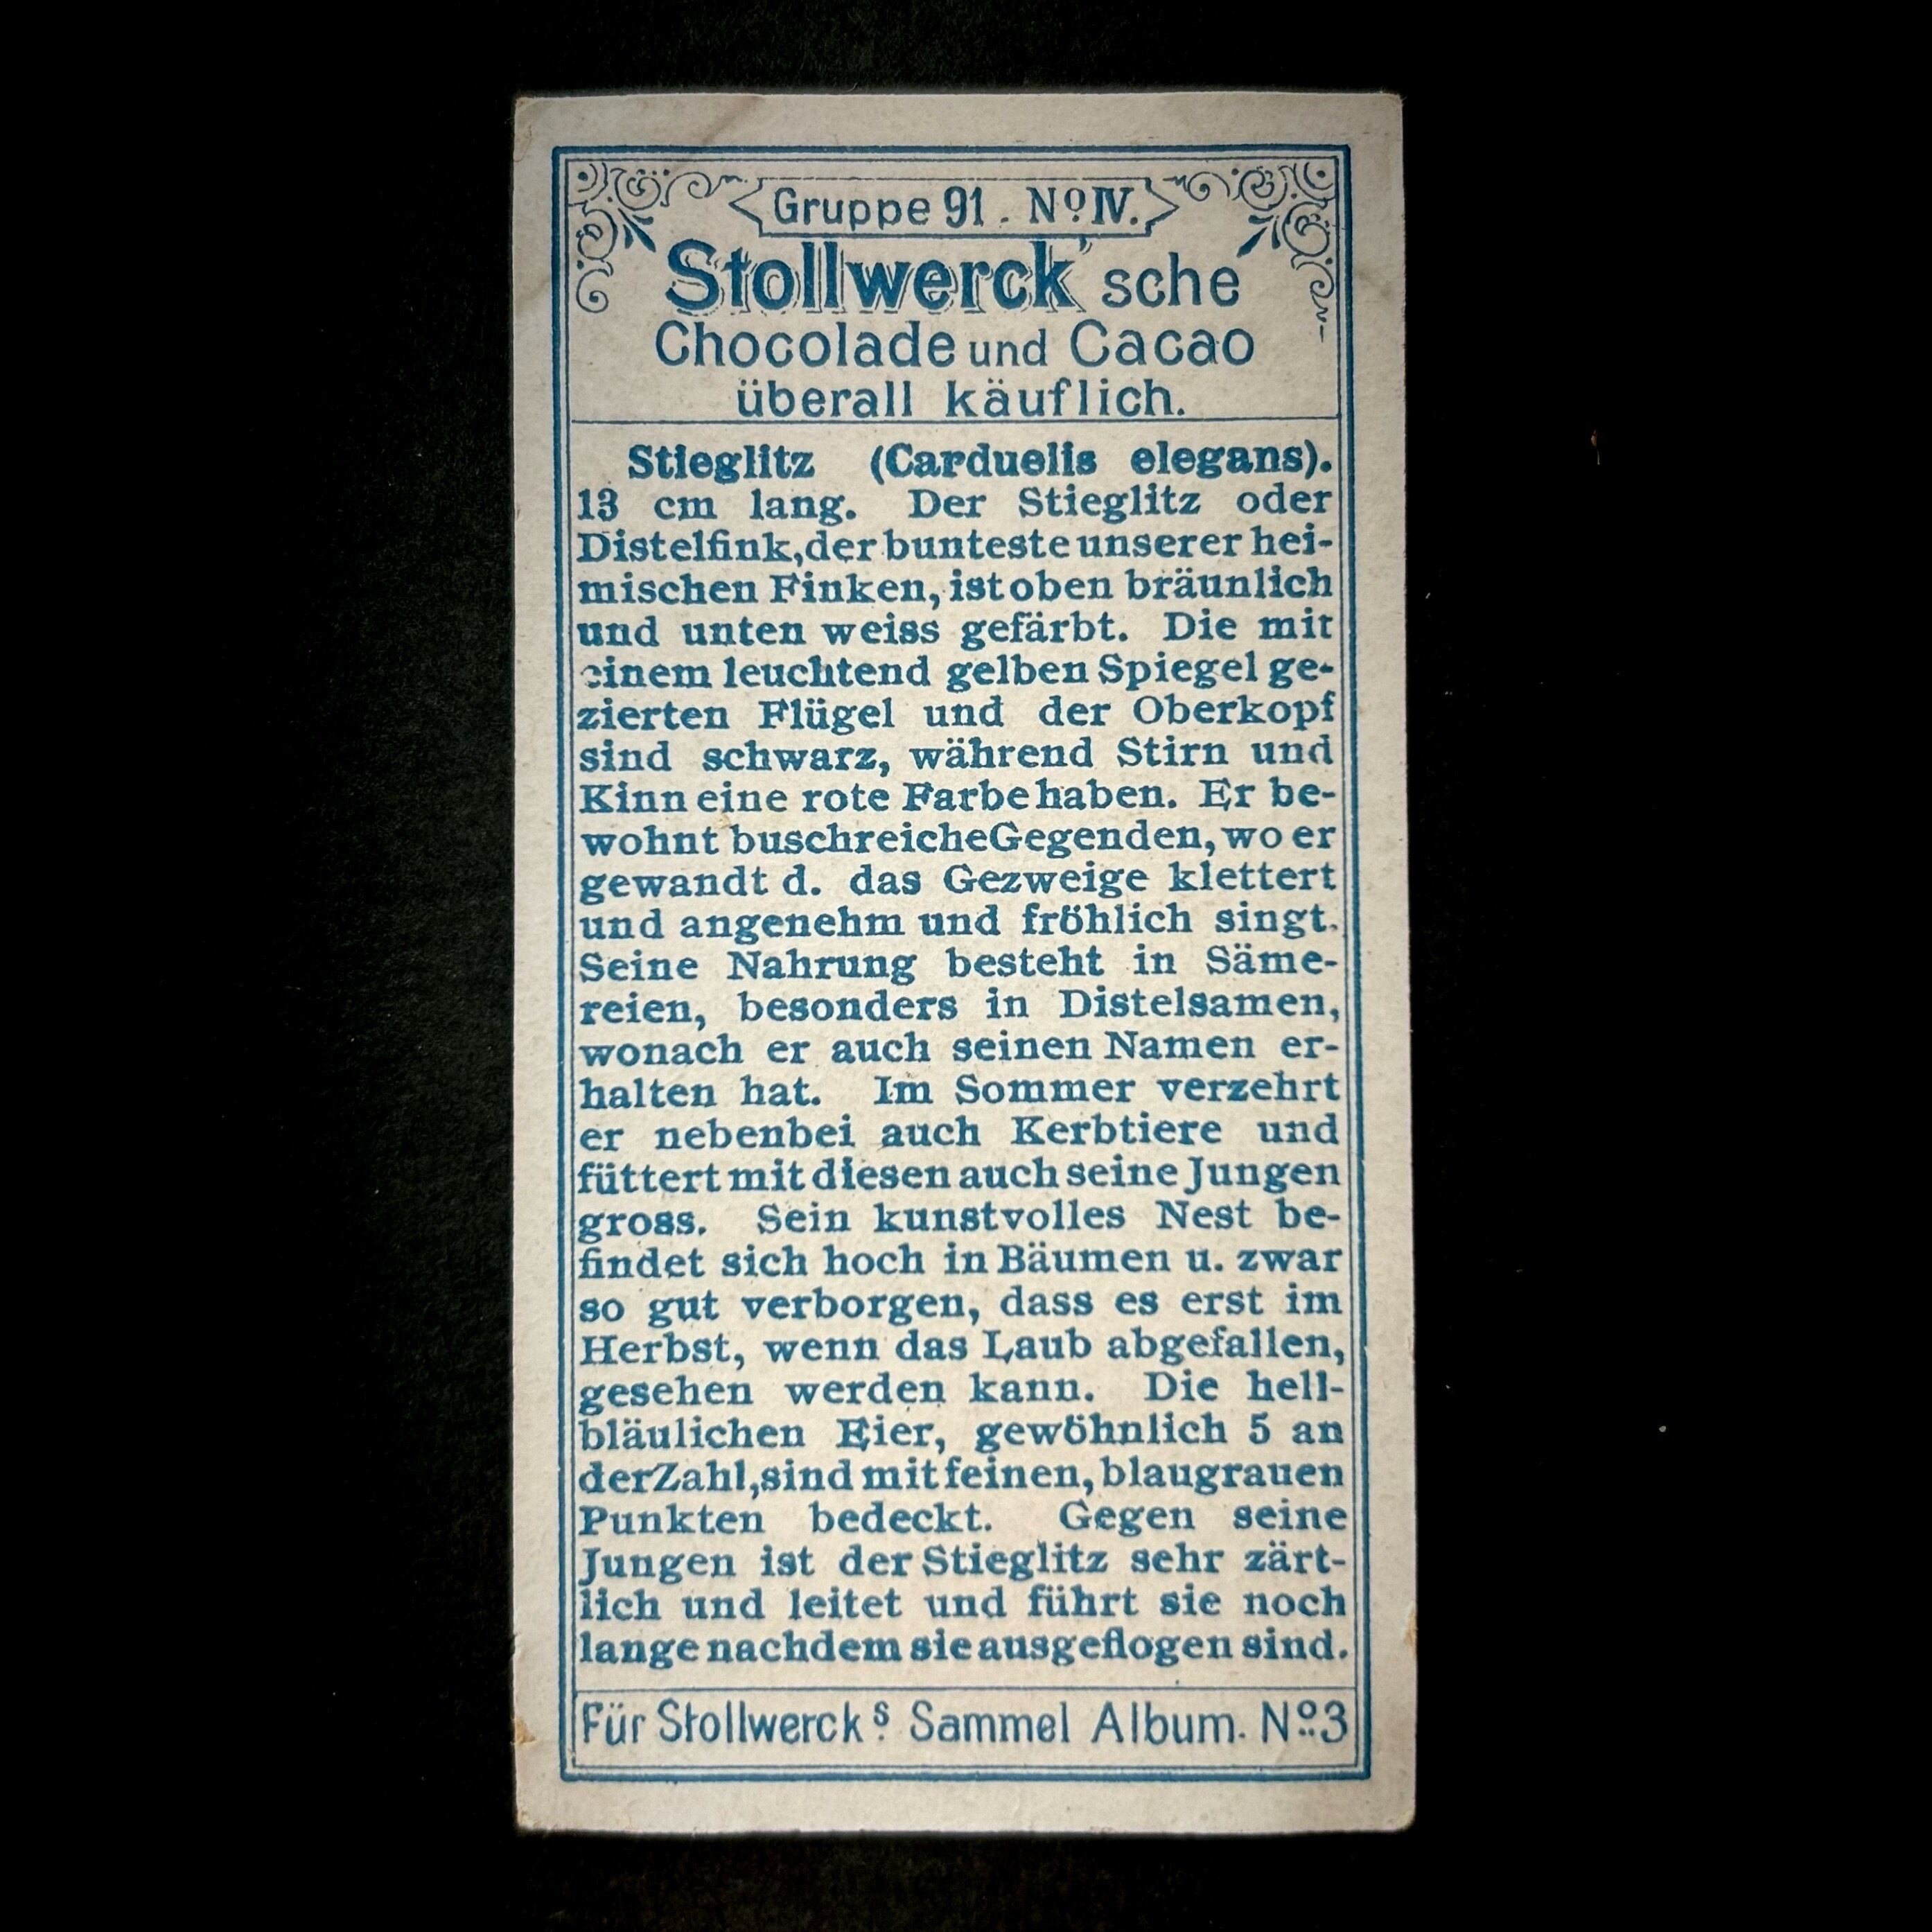 Gruppe 91. No IV.
Stollwerck'sche
Chocolade und Cacao
überall käuflich.
Stieglitz (Carduelis elegans).
13 cm lang. Der Stieglitz oder
Distelfink, der bunteste unserer hei-
mischen Finken, ist oben bräunlich
und unten weiss gefärbt. Die mit
einem leuchtend gelben Spiegel ge-
zierten Flügel und der Oberkopf
sind schwarz, während Stirn und
Kinn eine rote Farbe haben. Er be-
wohnt buschreiche Gegenden, wo er
gewandt d. das Gezweige klettert
und angenehm und fröhlich singt.
Seine Nahrung besteht in Säme-
reien, besonders in Distelsamen,
wonach er auch seinen Namen er-
halten hat. Im Sommer verzehrt
er nebenbei auch Kerbtiere und
füttert mit diesen auch seine Jungen
gross. Sein kunstvolles Nest be-
findet sich hoch in Bäumen u. zwar
so gut verborgen, dass es erst im
Herbst, wenn das Laub abgefallen,
gesehen werden kann. Die hell-
bläulichen Eier, gewöhnlich 5 an
der Zahl, sind mit feinen, blaugrauen
Punkten bedeckt. Gegen seine
Jungen ist der Stieglitz sehr zärt-
lich und leitet und führt sie noch
lange nachdem sie ausgeflogen sind.
Für Stollwercks Sammel Album. No 3